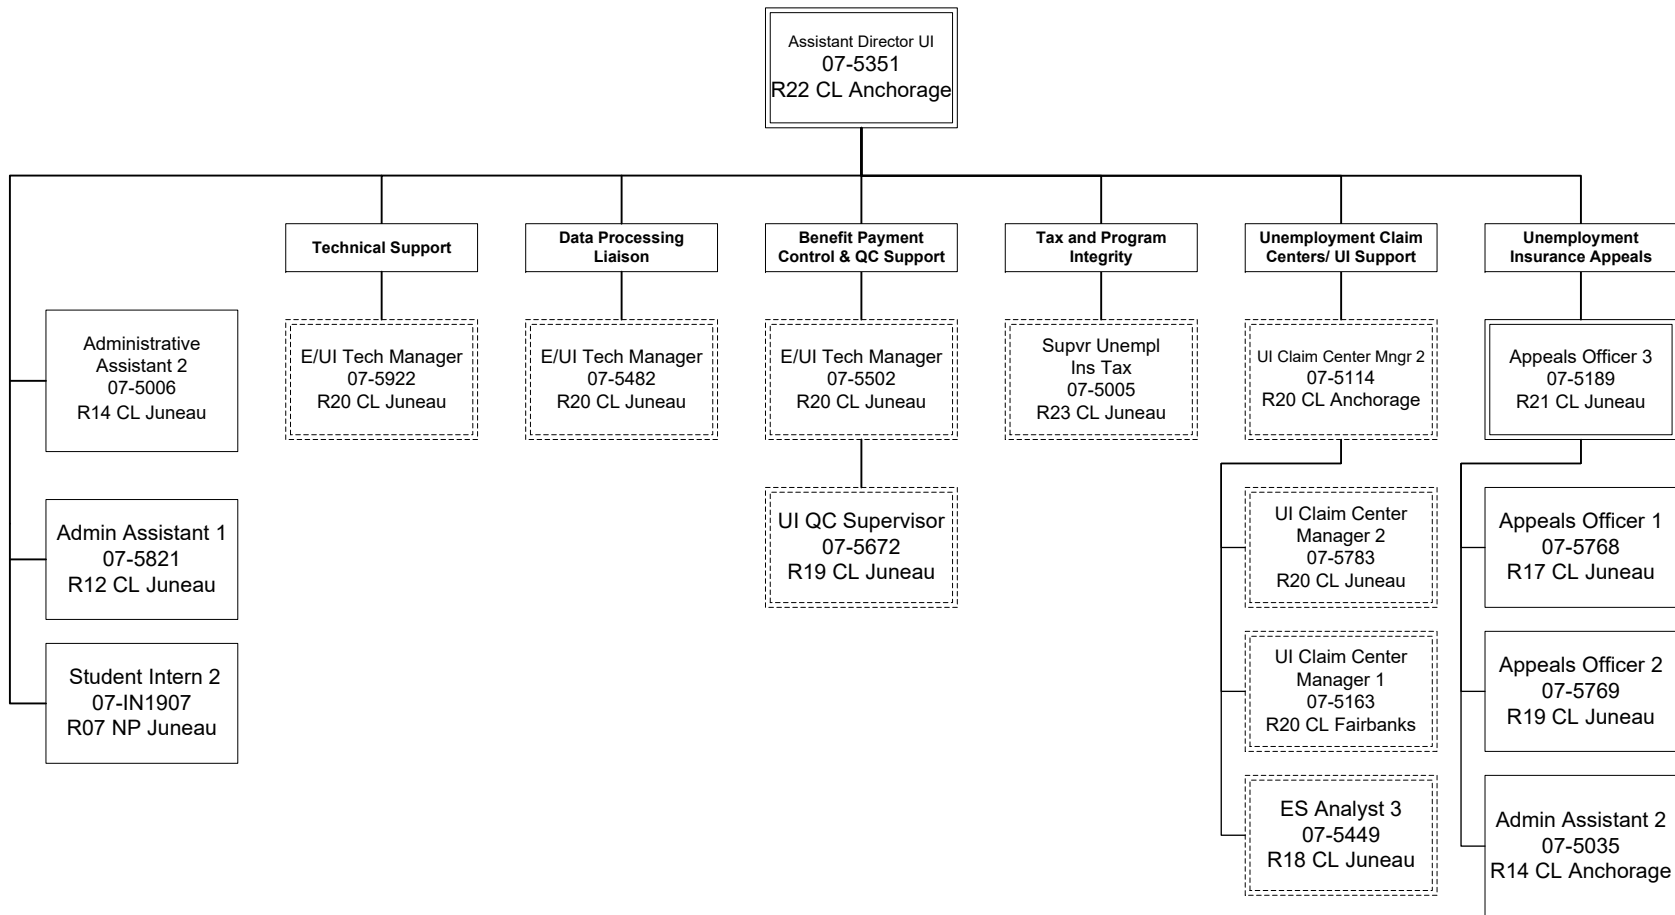 Assistant Director UI
07-5351
R22 CL Anchorage
Technical Support
Data Processing
Liaison
Benefit Payment
Control & QC Support
Tax and Program
Integrity
Unemployment Claim
Centers/ UI Support
Unemployment
Insurance Appeals
Administrative
Assistant 2
07-5006
R14 CL Juneau
E/UI Tech Manager
07-5922
R20 CL Juneau
E/UI Tech Manager
07-5482
R20 CL Juneau
E/UI Tech Manager
07-5502
R20 CL Juneau
Supvr Unempl
Ins Tax
07-5005
R23 CL Juneau
UI Claim Center Mngr 2
07-5114
R20 CL Anchorage
Appeals Officer 3
07-5189
R21 CL Juneau
Admin Assistant 1
07-5821
R12 CL Juneau
UI QC Supervisor
07-5672
R19 CL Juneau
UI Claim Center
Manager 2
07-5783
R20 CL Juneau
Appeals Officer 1
07-5768
R17 CL Juneau
Student Intern 2
07-IN1907
R07 NP Juneau
UI Claim Center
Manager 1
07-5163
R20 CL Fairbanks
Appeals Officer 2
07-5769
R19 CL Juneau
ES Analyst 3
07-5449
R18 CL Juneau
Admin Assistant 2
07-5035
R14 CL Anchorage